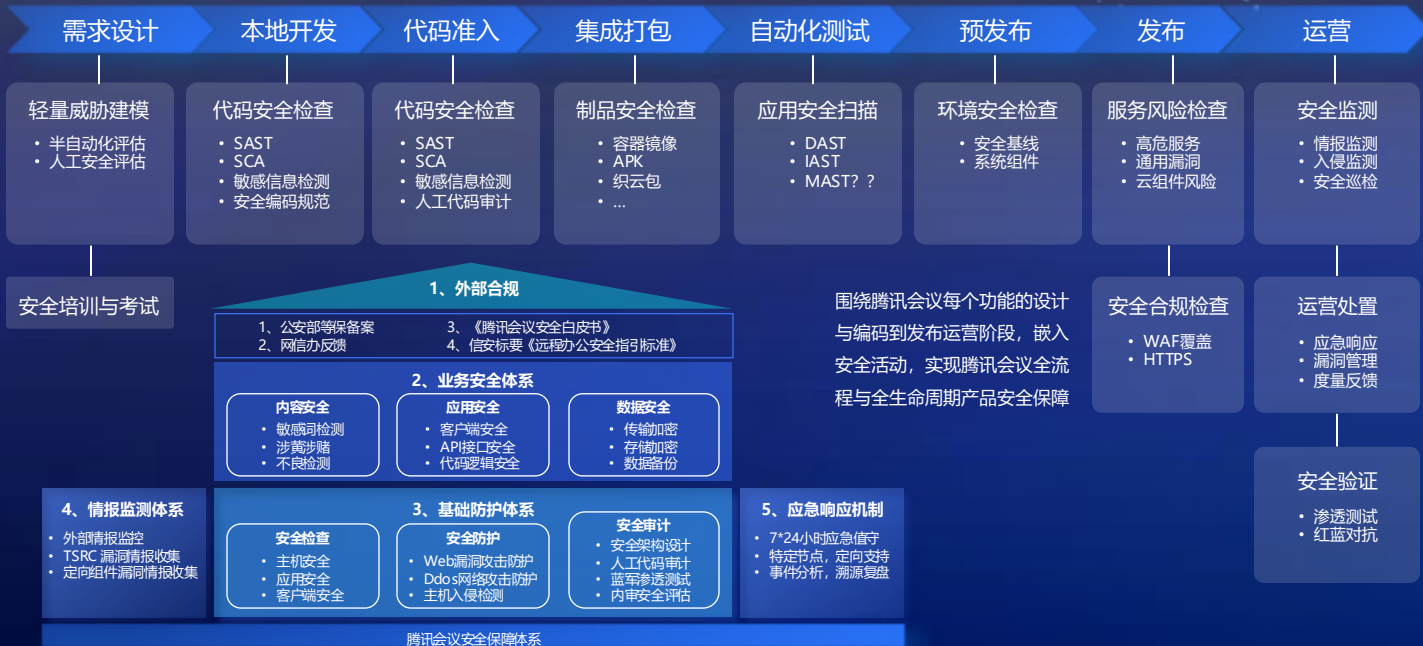 需求设计
本地开发
代码准入
集成打包
自动化测试
预发布
发布
运营
轻量威胁建模
• 半自动化评估
• 人工安全评估
代码安全检查
• SAST
• SCA
• 敏感信息检测
• 安全编码规范
代码安全检查
• SAST
• SCA
• 敏感信息检测
• 人工代码审计
制品安全检查
• 容器镜像
• APK
• 织云包
• …
应用安全扫描
• DAST
• IAST
• MAST？？
环境安全检查
• 安全基线
• 系统组件
服务风险检查
• 高危服务
• 通用漏洞
• 云组件风险
安全监测
• 情报监测
• 入侵监测
• 安全巡检
安全培训与考试
1、外部合规
1、公安部等保备案
2、网信办反馈
3、《腾讯会议安全白皮书》
4、信安标要《远程办公安全指引标准》
2、业务安全体系
内容安全
• 敏感词检测
• 涉黄涉赌
• 不良检测
应用安全
• 客户端安全
• API接口安全
• 代码逻辑安全
数据安全
• 传输加密
• 存储加密
• 数据备份
围绕腾讯会议每个功能的设计
与编码到发布运营阶段，嵌入
安全活动，实现腾讯会议全流
程与全生命周期产品安全保障
安全合规检查
• WAF覆盖
• HTTPS
运营处置
• 应急响应
• 漏洞管理
• 度量反馈
4、情报监测体系
• 外部情报监控
• TSRC 漏洞情报收集
• 定向组件漏洞情报收集
3、基础防护体系
安全检查
• 主机安全
• 应用安全
• 客户端安全
安全防护
• Web漏洞攻击防护
• Ddos网络攻击防护
• 主机入侵检测
安全审计
• 安全架构设计
• 人工代码审计
• 蓝军渗透测试
• 内审安全评估
5、应急响应机制
• 7*24小时应急值守
• 特定节点，定向支持
• 事件分析，溯源复盘
安全验证
• 渗透测试
• 红蓝对抗
腾讯会议安全保障体系